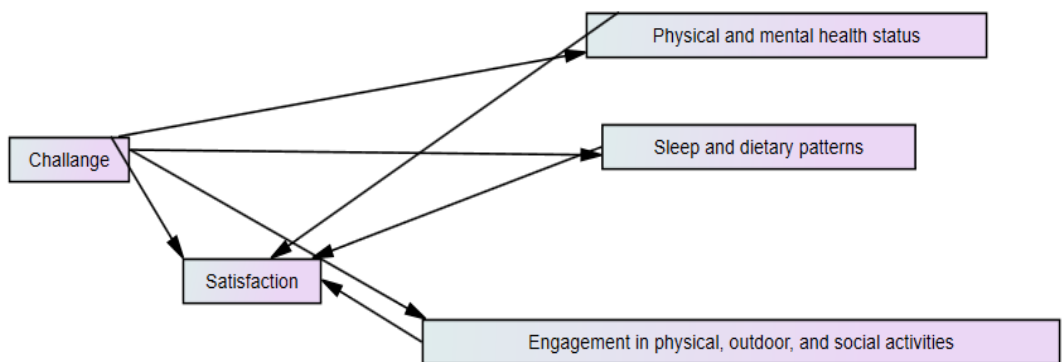 Physical and mental health status
Challange
Sleep and dietary patterns
Satisfaction
Engagement in physical, outdoor, and social activities